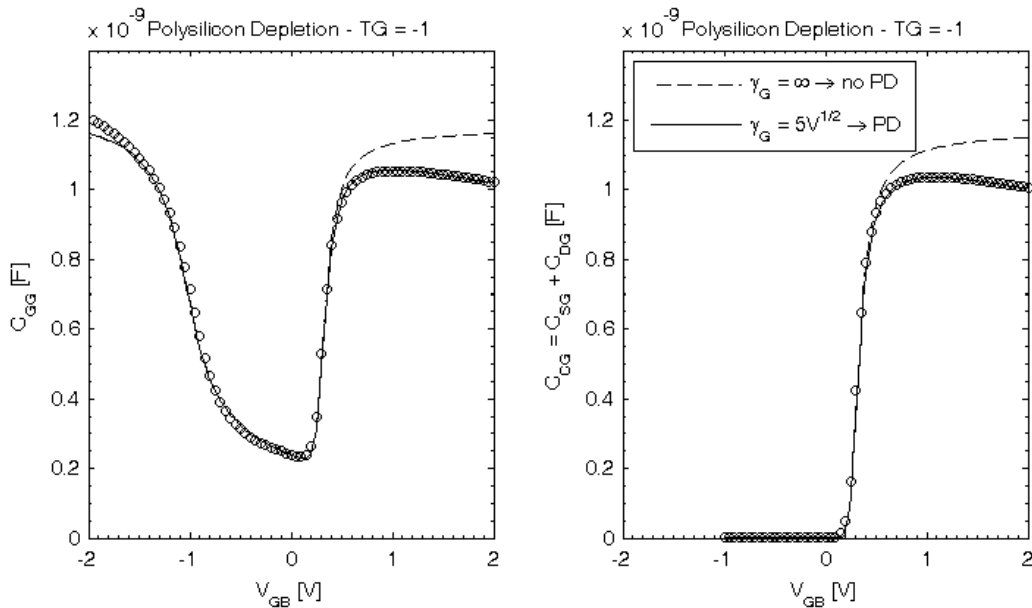 x 10⁻⁹ Polysilicon Depletion - TG = -1
1.2
1
0.8
0.6
0.4
0.2
0
C_GG [F]
-2 -1 0 1 2
V_GB [V]
x 10⁻⁹ Polysilicon Depletion - TG = -1
γ_G = ∞ → no PD
γ_G = 5V^1/2 → PD
1.2
1
0.8
0.6
0.4
0.2
0
C_CG = C_SG + C_DG [F]
-2 -1 0 1 2
V_GB [V]